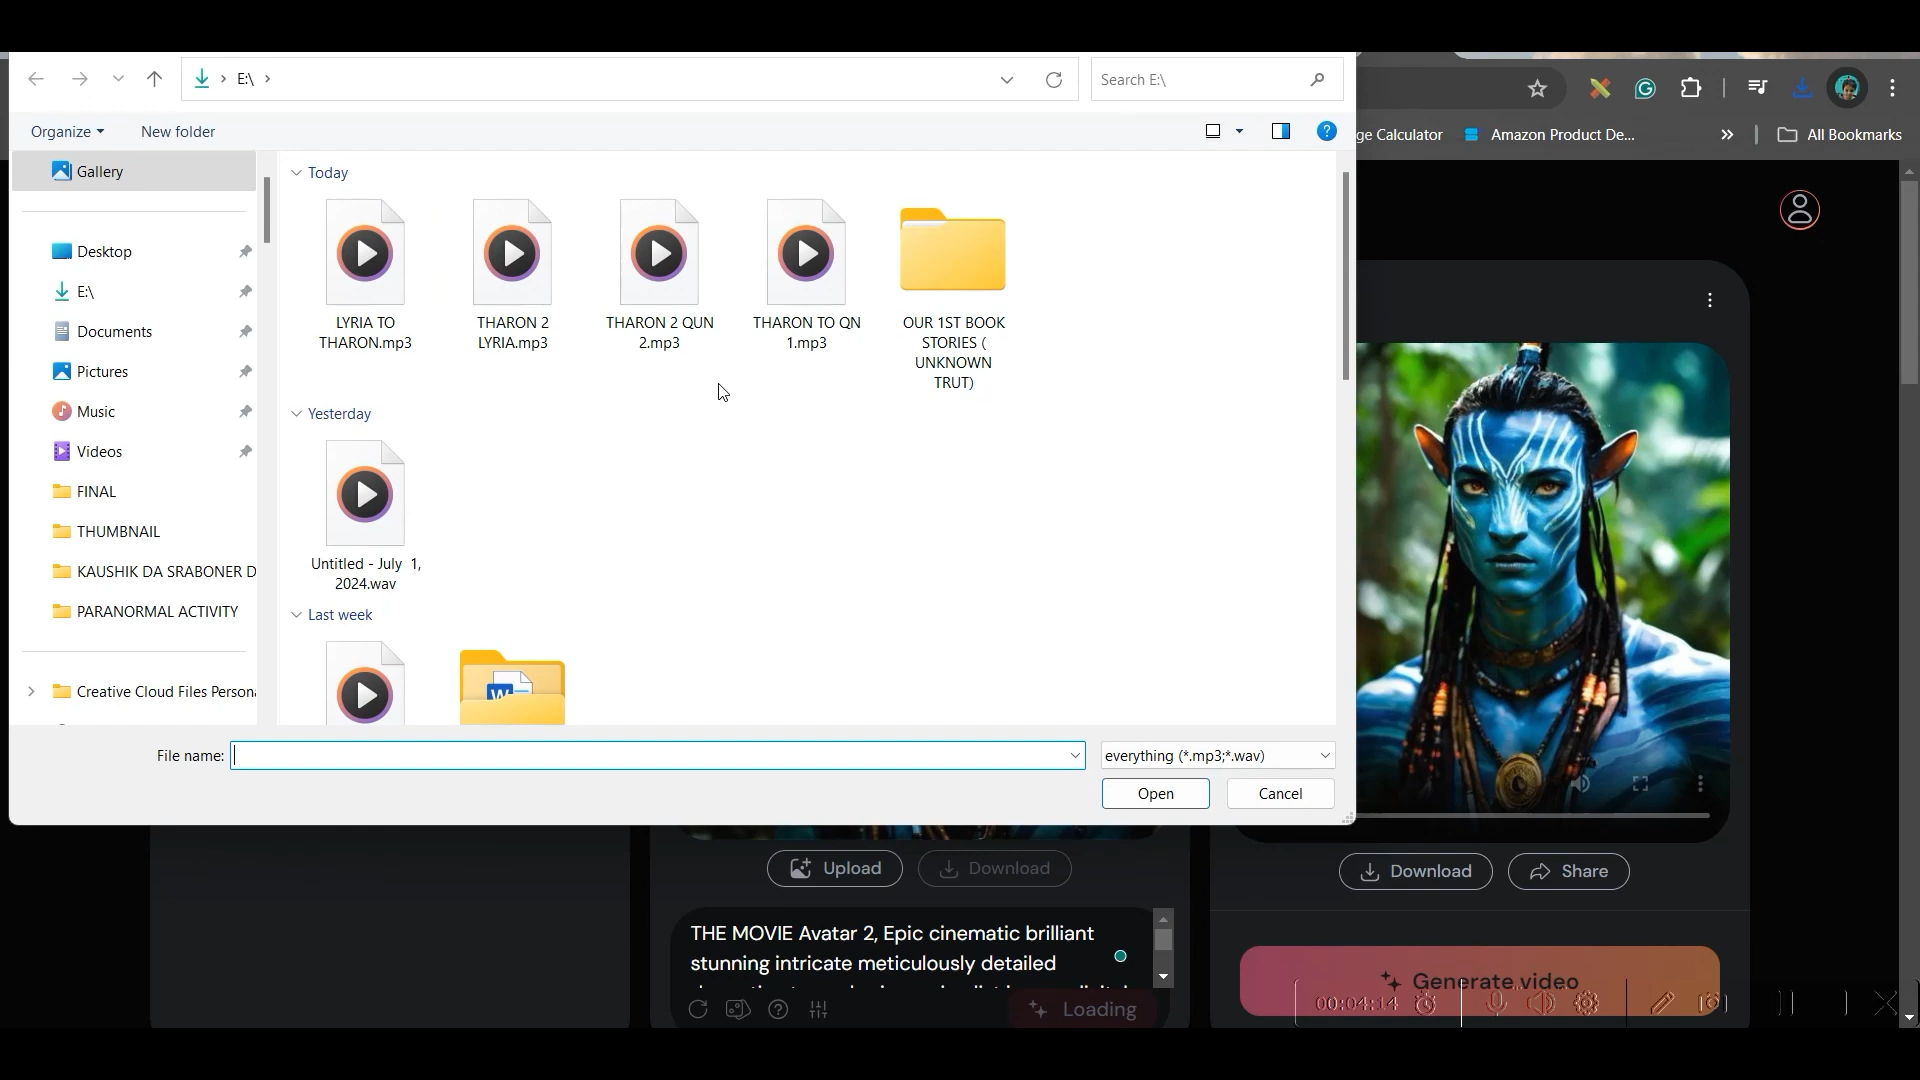 E:\
Search E:\
Organize
New folder
ge Calculator
Amazon Product De...
All Bookmarks
Gallery
Desktop
E:\
Documents
Pictures
Music
Videos
FINAL
THUMBNAIL
KAUSHIK DA SRABONER D
PARANORMAL ACTIVITY
Creative Cloud Files Persona
Today
LYRIA TO
THARON.mp3
THARON 2
LYRIA.mp3
THARON 2 QUN
2.mp3
THARON TO QN
1.mp3
OUR 1ST BOOK
STORIES (
UNKNOWN
TRUT)
Yesterday
Untitled - July 1,
2024.wav
Last week
File name:
everything (*.mp3;*.wav)
Open
Cancel
Upload
Download
THE MOVIE Avatar 2, Epic cinematic brilliant
stunning intricate meticulously detailed
Loading
Download
Share
Generate video
00:04:14